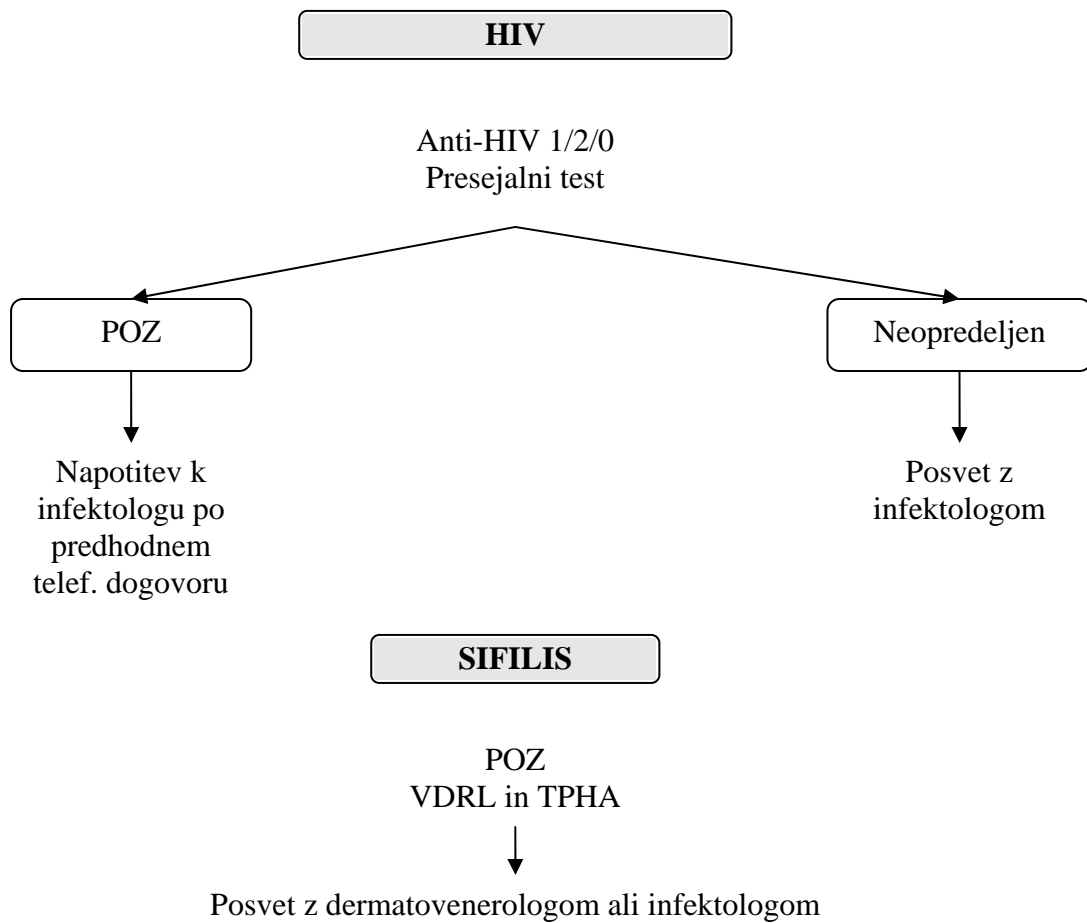 HIV
Anti-HIV 1/2/0
Presejalni test
POZ
Neopredeljen
Napotitev k
infektologu po
predhodnem
telef. dogovoru
Posvet z
infektologom
SIFILIS
POZ
VDRL in TPHA
Posvet z dermatovenerologom ali infektologom